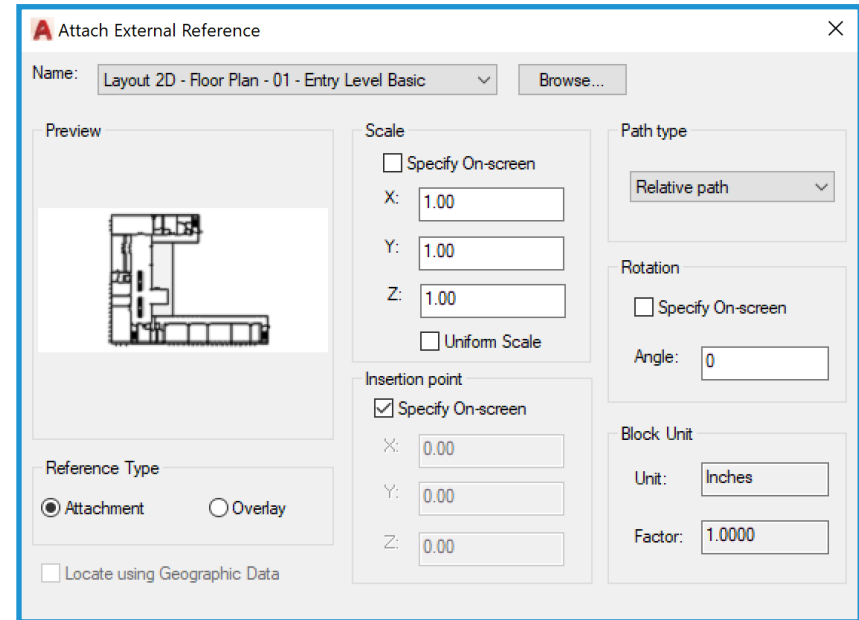 Attach External Reference
Name: Layout 2D - Floor Plan - 01 - Entry Level Basic Browse...
Preview
Reference Type
Attachment Overlay
Locate using Geographic Data
Scale
Specify On-screen
X: 1.00
Y: 1.00
Z: 1.00
Uniform Scale
Insertion point
Specify On-screen
X: 0.00
Y: 0.00
Z: 0.00
Path type
Relative path
Rotation
Specify On-screen
Angle: 0
Block Unit
Unit: Inches
Factor: 1.0000